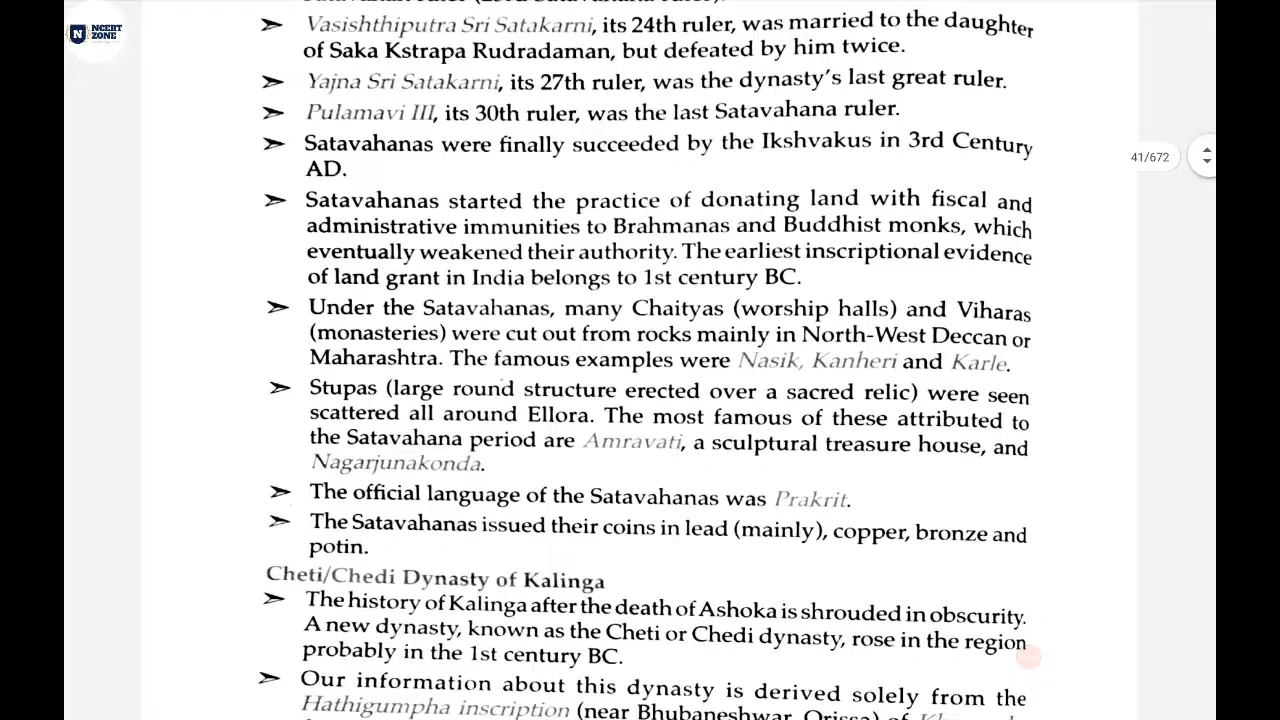 N NCERT
ZONE
➢ Vasishthiputra Sri Satakarni, its 24th ruler, was married to the daughter
of Saka Kstrapa Rudradaman, but defeated by him twice.
➢ Yajna Sri Satakarni, its 27th ruler, was the dynasty's last great ruler.
➢ Pulamavi III, its 30th ruler, was the last Satavahana ruler.
➢ Satavahanas were finally succeeded by the Ikshvakus in 3rd Century
AD.
41/672
➢ Satavahanas started the practice of donating land with fiscal and
administrative immunities to Brahmanas and Buddhist monks, which
eventually weakened their authority. The earliest inscriptional evidence
of land grant in India belongs to 1st century BC.
➢ Under the Satavahanas, many Chaityas (worship halls) and Viharas
(monasteries) were cut out from rocks mainly in North-West Deccan or
Maharashtra. The famous examples were Nasik, Kanheri and Karle.
➢ Stupas (large round structure erected over a sacred relic) were seen
scattered all around Ellora. The most famous of these attributed to
the Satavahana period are Amravati, a sculptural treasure house, and
Nagarjunakonda.
➢ The official language of the Satavahanas was Prakrit.
➢ The Satavahanas issued their coins in lead (mainly), copper, bronze and
potin.
Cheti/Chedi Dynasty of Kalinga
➢ The history of Kalinga after the death of Ashoka is shrouded in obscurity.
A new dynasty, known as the Cheti or Chedi dynasty, rose in the region
probably in the 1st century BC.
➢ Our information about this dynasty is derived solely from the
Hathigumpha inscription (near Bhubaneshwar, Orissa) of